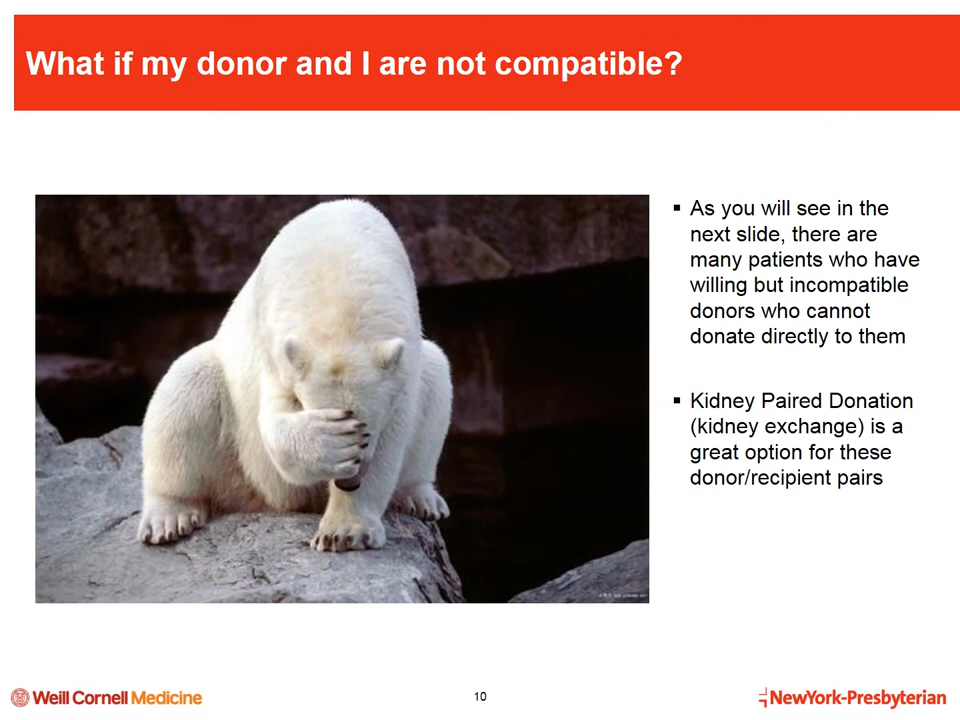 What if my donor and I are not compatible?
▪ As you will see in the
next slide, there are
many patients who have
willing but incompatible
donors who cannot
donate directly to them
▪ Kidney Paired Donation
(kidney exchange) is a
great option for these
donor/recipient pairs
Weill Cornell Medicine
10
NewYork-Presbyterian